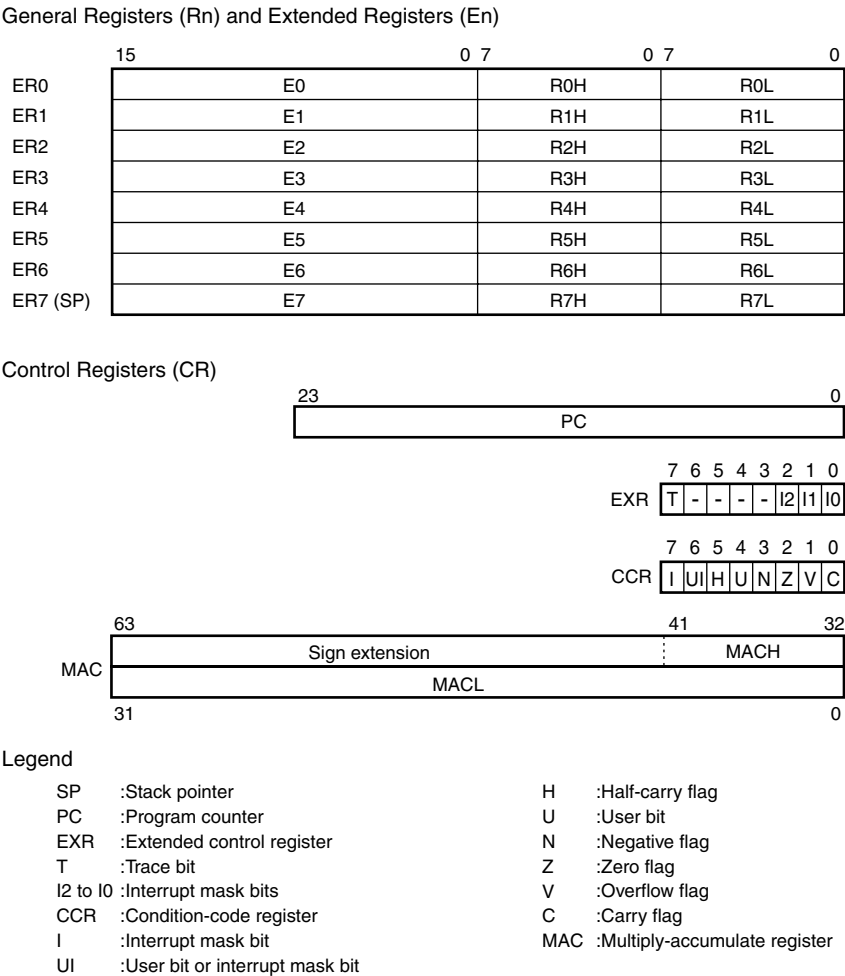 General Registers (Rn) and Extended Registers (En)
15 0 7 0 7 0
ER0 E0 R0H R0L
ER1 E1 R1H R1L
ER2 E2 R2H R2L
ER3 E3 R3H R3L
ER4 E4 R4H R4L
ER5 E5 R5H R5L
ER6 E6 R6H R6L
ER7 (SP) E7 R7H R7L
Control Registers (CR)
23 0
PC
7 6 5 4 3 2 1 0
EXR T - - - - I2 I1 I0
7 6 5 4 3 2 1 0
CCR I UI H U N Z V C
63 41 32
MAC Sign extension MACH
MACL
31 0
Legend
SP :Stack pointer
PC :Program counter
EXR :Extended control register
T :Trace bit
I2 to I0 :Interrupt mask bits
CCR :Condition-code register
I :Interrupt mask bit
UI :User bit or interrupt mask bit
H :Half-carry flag
U :User bit
N :Negative flag
Z :Zero flag
V :Overflow flag
C :Carry flag
MAC :Multiply-accumulate register